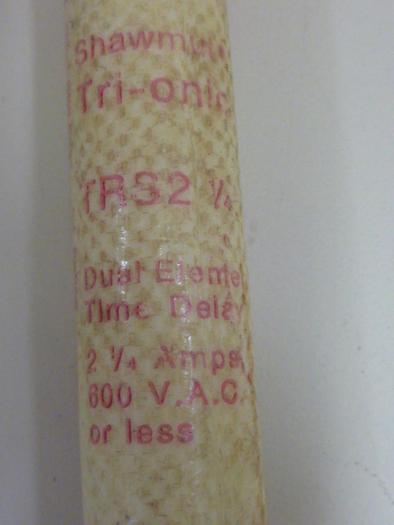 Shawmut
Tri-onic
TRS2 ¼
Dual Eleme
Time Delay
2 ¼ Amps,
600 V.A.C.
or less